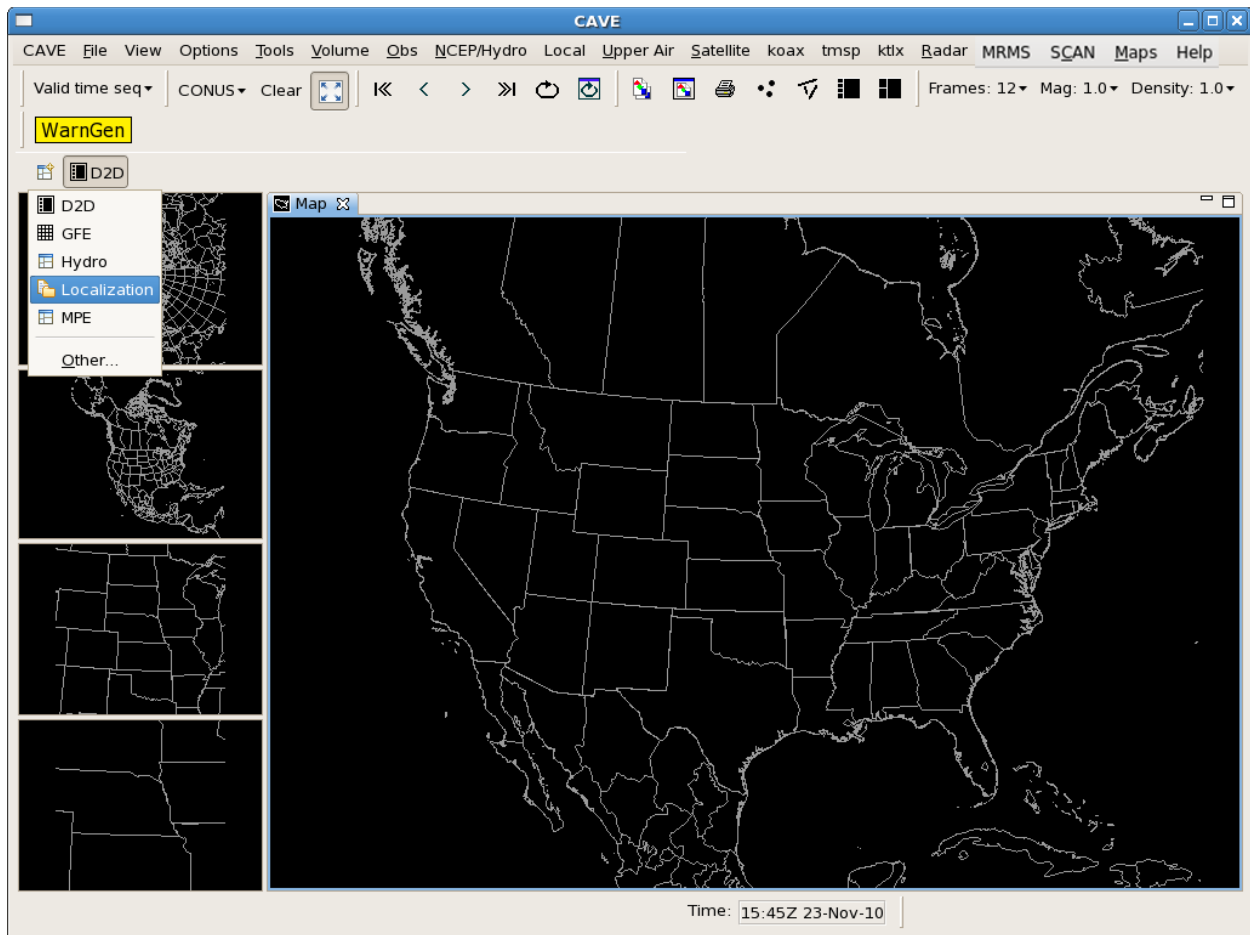 CAVE
CAVE File View Options Tools Volume Obs NCEP/Hydro Local Upper Air Satellite koax tmsp ktlx Radar MRMS SCAN Maps Help
Valid time seq CONUS Clear Frames: 12 Mag: 1.0 Density: 1.0
WarnGen
D2D
D2D
GFE
Hydro
Localization
MPE
Other...
Map
Time: 15:45Z 23-Nov-10